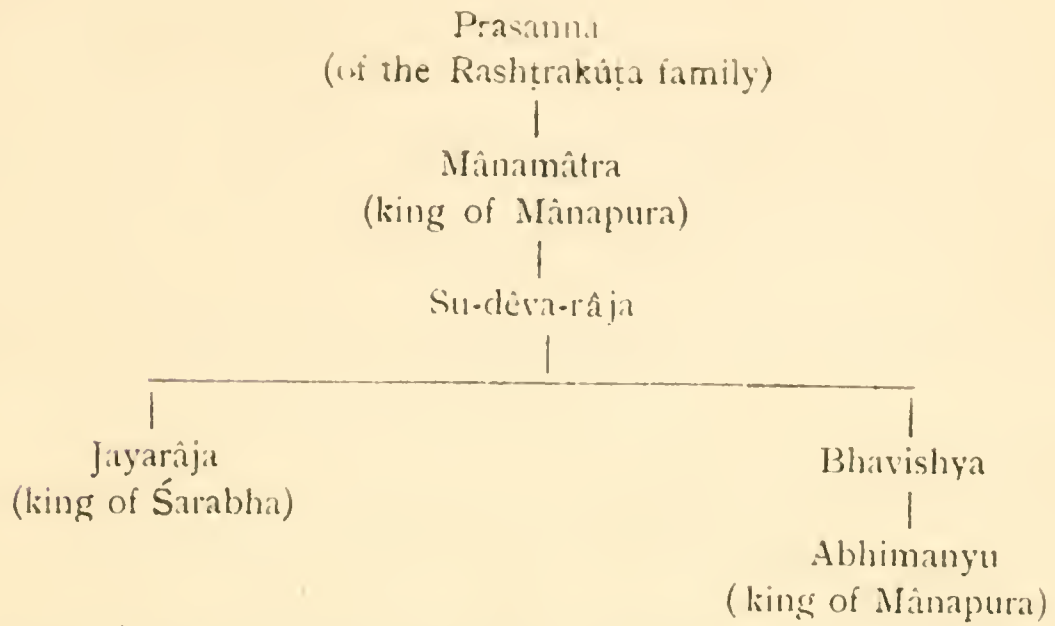 Prasanna
(of the Rashṭrakûṭa family)
Mânamâtra
(king of Mânapura)
Su-dêva-râja
Jayarâja
Bhavishya
(king of Śarabha)
Abhimanyu
(king of Mânapura)